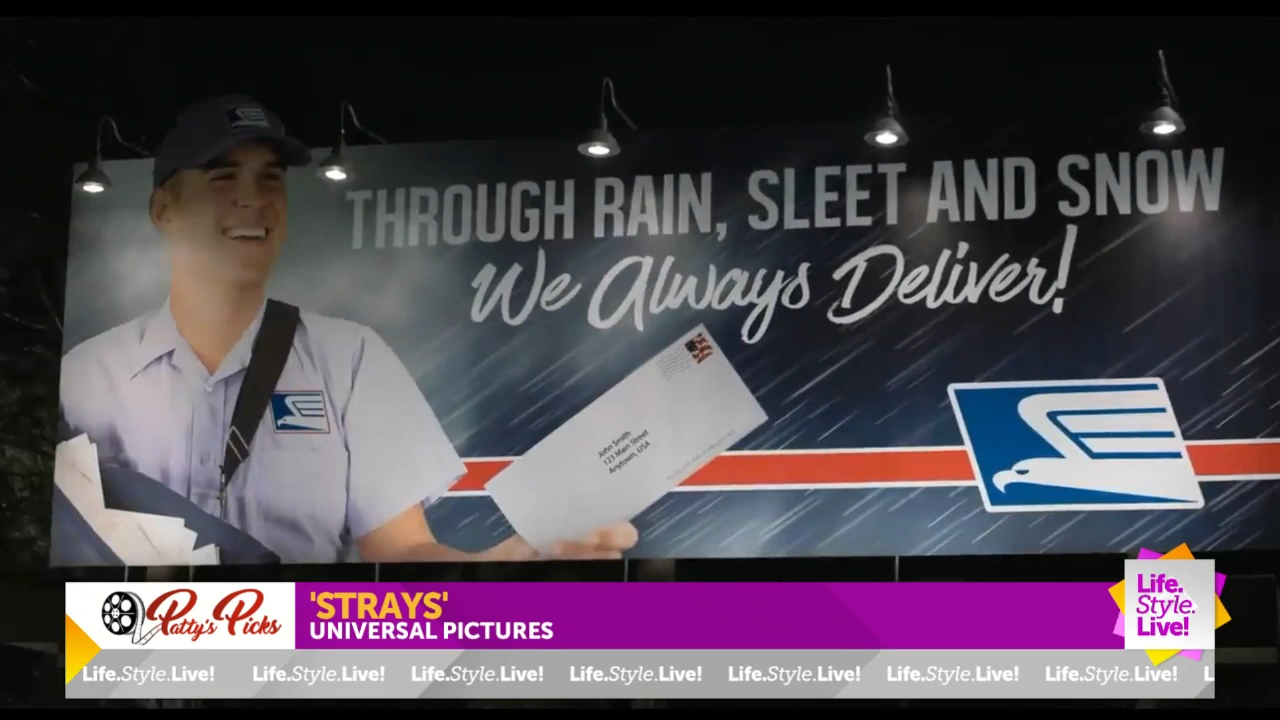 THROUGH RAIN, SLEET AND SNOW
We Always Deliver!
John Smith
123 Main Street
Anytown, USA
Patty's Picks
'STRAYS'
UNIVERSAL PICTURES
Life.
Style.
Live!
Life.Style.Live! Life.Style.Live! Life.Style.Live! Life.Style.Live! Life.Style.Live! Life.Style.Live! Life.Style.Live! L